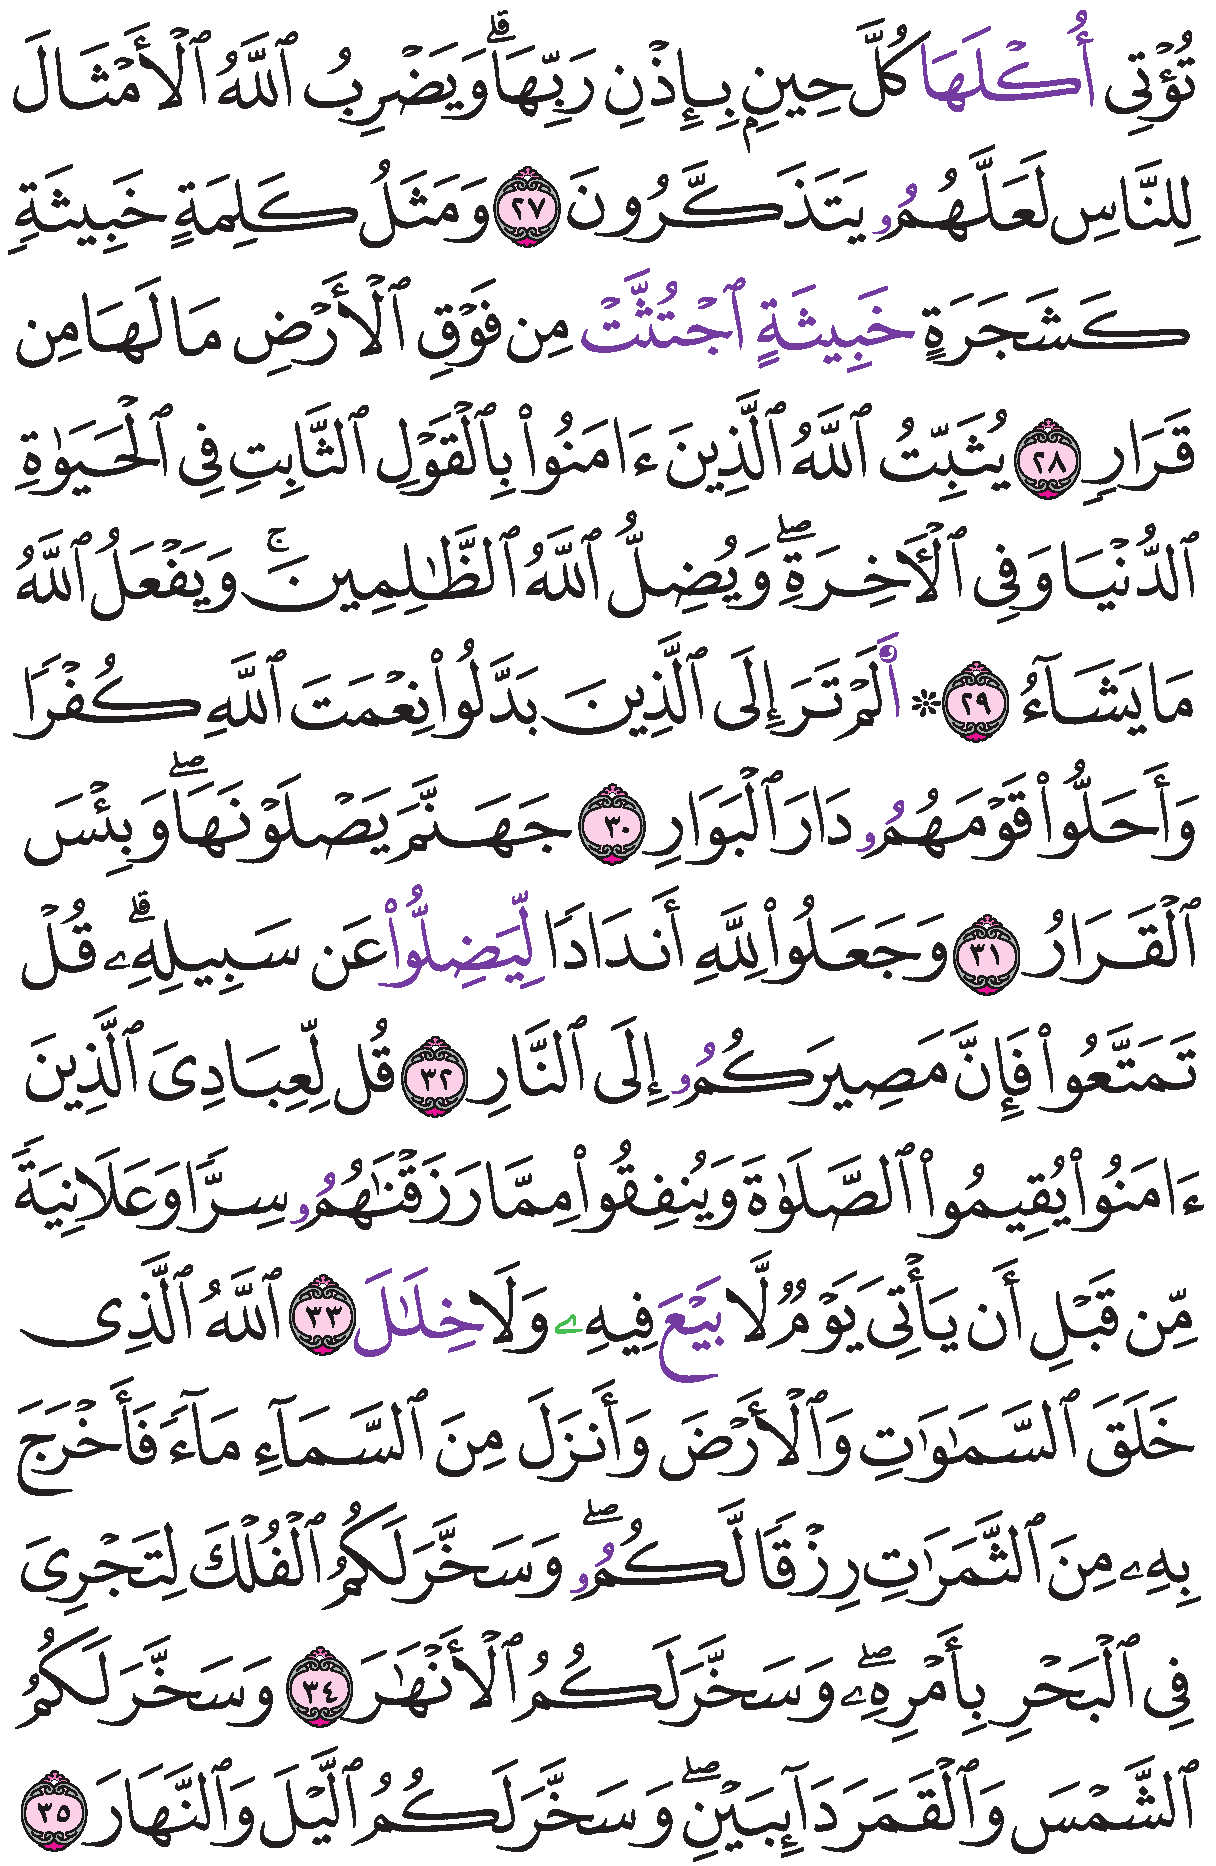 تُؤْتِى أُكْلَهَا كُلَّ حِينِۭ بِإِذْنِ رَبِّهَاۗ وَيَضْرِبُ ٱللَّهُ ٱلْأَمْثَالَ
لِلنَّاسِ لَعَلَّهُمُۥ يَتَذَكَّرُونَ ٢٧ وَمَثَلُ كَلِمَةٍ خَبِيثَةٍ
كَشَجَرَةٍ خَبِيثَةٍ ٱجْتُثَّتْ مِن فَوْقِ ٱلْأَرْضِ مَا لَهَا مِن
قَرَارٍ ٢٨ يُثَبِّتُ ٱللَّهُ ٱلَّذِينَ ءَامَنُوا۟ بِٱلْقَوْلِ ٱلثَّابِتِ فِى ٱلْحَيَوٰةِ
ٱلدُّنْيَا وَفِى ٱلْأَخِرَةِۖ وَيُضِلُّ ٱللَّهُ ٱلظَّٰلِمِينَۚ وَيَفْعَلُ ٱللَّهُ
مَا يَشَآءُ ٢٩ ۞ أَلَمْ تَرَ إِلَى ٱلَّذِينَ بَدَّلُوا۟ نِعْمَتَ ٱللَّهِ كُفْرًا
وَأَحَلُّوا۟ قَوْمَهُمُۥ دَارَ ٱلْبَوَارِ ٣٠ جَهَنَّمَ يَصْلَوْنَهَاۖ وَبِئْسَ
ٱلْقَرَارُ ٣١ وَجَعَلُوا۟ لِلَّهِ أَندَادًا لِّيَضِلُّوا۟ عَن سَبِيلِهِۦۗ قُلْ
تَمَتَّعُوا۟ فَإِنَّ مَصِيرَكُمُۥ إِلَى ٱلنَّارِ ٣٢ قُل لِّعِبَادِىَ ٱلَّذِينَ
ءَامَنُوا۟ يُقِيمُوا۟ ٱلصَّلَوٰةَ وَيُنفِقُوا۟ مِمَّا رَزَقْنَٰهُمُۥ سِرًّا وَعَلَانِيَةً
مِّن قَبْلِ أَن يَأْتِىَ يَوْمٌ لَّا بَيْعَ فِيهِۦ وَلَا خِلَٰلَ ٣٣ ٱللَّهُ ٱلَّذِى
خَلَقَ ٱلسَّمَٰوَٰتِ وَٱلْأَرْضَ وَأَنزَلَ مِنَ ٱلسَّمَآءِ مَآءً فَأَخْرَجَ
بِهِۦ مِنَ ٱلثَّمَرَٰتِ رِزْقًا لَّكُمُۥۖ وَسَخَّرَ لَكُمُ ٱلْفُلْكَ لِتَجْرِىَ
فِى ٱلْبَحْرِ بِأَمْرِهِۦۖ وَسَخَّرَ لَكُمُ ٱلْأَنْهَٰرَ ٣٤ وَسَخَّرَ لَكُمُ
ٱلشَّمْسَ وَٱلْقَمَرَ دَآئِبَيْنِۖ وَسَخَّرَ لَكُمُ ٱلَّيْلَ وَٱلنَّهَارَ ٣٥